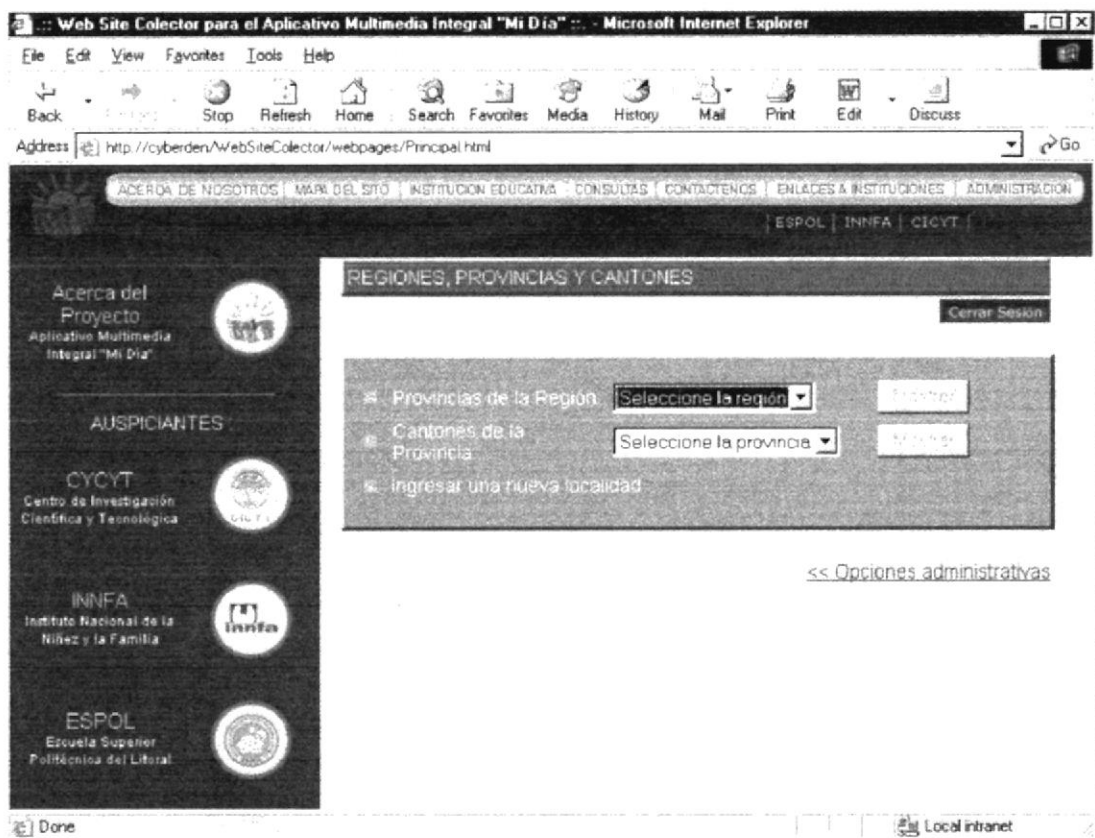 .:: Web Site Colector para el Aplicativo Multimedia Integral "Mi Día" ::. - Microsoft Internet Explorer
File Edit View Favorites Tools Help
Back Stop Refresh Home Search Favorites Media History Mail Print Edit Discuss
Address http://cyberden/WebSiteColector/webpages/Principal.html Go
ACERCA DE NOSOTROS | MAPA DEL SITO | INSTITUCION EDUCATIVA | CONSULTAS | CONTACTENOS | ENLACES A INSTITUCIONES | ADMINISTRACION
| ESPOL | INNFA | CICYT |
REGIONES, PROVINCIAS Y CANTONES
Cerrar Sesión
Acerca del
Proyecto
Aplicativo Multimedia
Integral "Mi Día"
Provincias de la Región Seleccione la región
Cantones de la
Provincia Seleccione la provincia
Ingresar una nueva localidad
<< Opciones administrativas
AUSPICIANTES
CYCYT
Centro de Investigación
Científica y Tecnológica
CICYT
INNFA
Instituto Nacional de la
Niñez y la Familia
innfa
ESPOL
Escuela Superior
Politécnica del Litoral
Done Local intranet